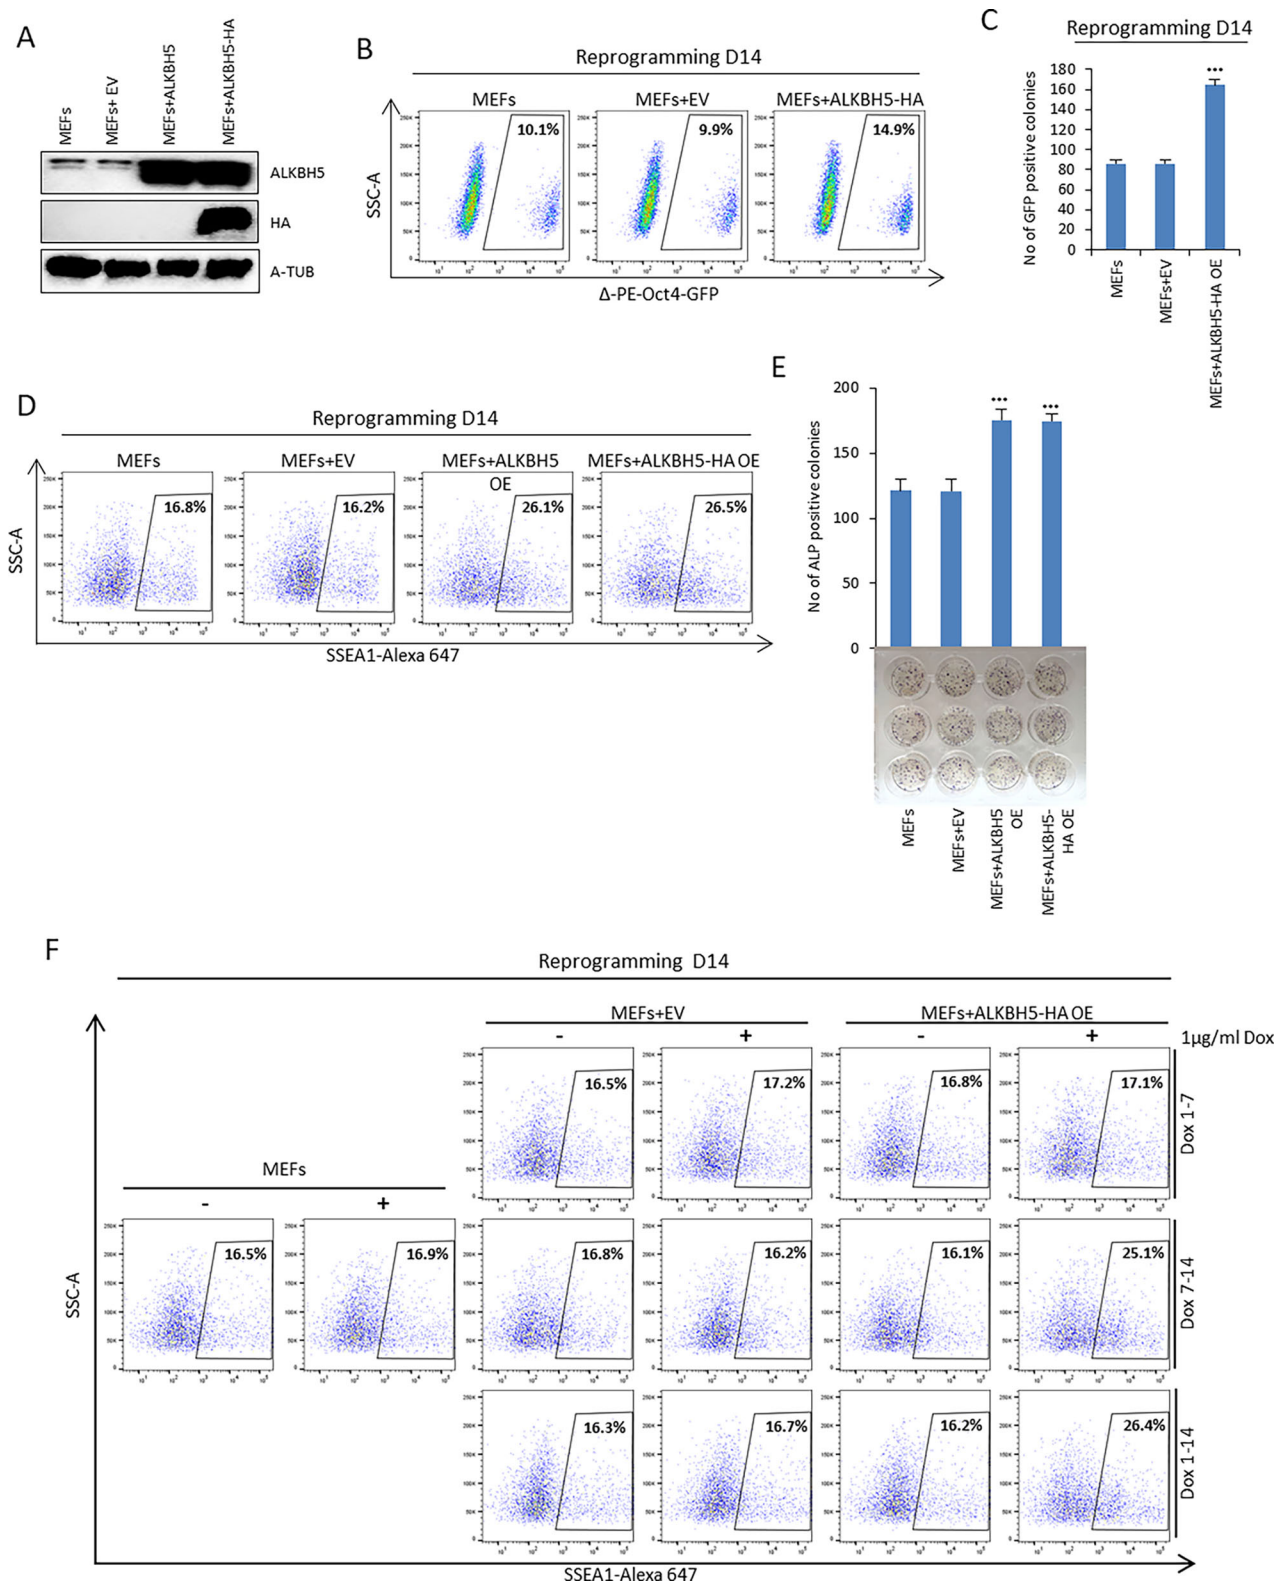 A
MEFs
MEFs+ EV
MEFs+ALKBH5
MEFs+ALKBH5-HA
ALKBH5
HA
A-TUB
B
Reprogramming D14
MEFs
MEFs+EV
MEFs+ALKBH5-HA
10.1%
9.9%
14.9%
SSC-A
Δ-PE-Oct4-GFP
C
Reprogramming D14
No of GFP positive colonies
180
160
140
120
100
80
60
40
20
0
MEFs
MEFs+EV
MEFs+ALKBH5-HA OE
D
Reprogramming D14
MEFs
MEFs+EV
MEFs+ALKBH5
OE
MEFs+ALKBH5-HA OE
16.8%
16.2%
26.1%
26.5%
SSC-A
SSEA1-Alexa 647
E
No of ALP positive colonies
200
150
100
50
0
MEFs
MEFs+EV
MEFs+ALKBH5
OE
MEFs+ALKBH5-
HA OE
F
Reprogramming D14
MEFs+EV
MEFs+ALKBH5-HA OE
- + - + 1µg/ml Dox
16.5%
17.2%
16.8%
17.1%
Dox 1-7
MEFs
- +
16.5%
16.9%
16.8%
16.2%
16.1%
25.1%
Dox 7-14
16.3%
16.7%
16.2%
26.4%
Dox 1-14
SSC-A
SSEA1-Alexa 647